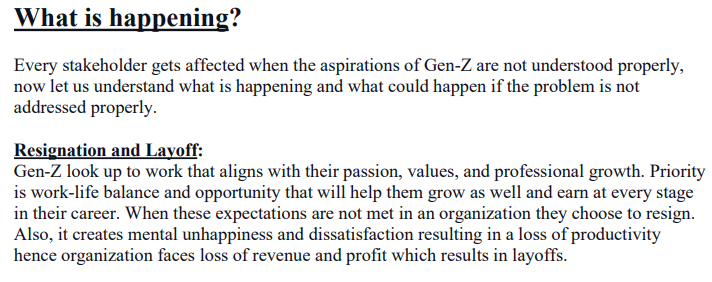 What is happening?
Every stakeholder gets affected when the aspirations of Gen-Z are not understood properly,
now let us understand what is happening and what could happen if the problem is not
addressed properly.
Resignation and Layoff:
Gen-Z look up to work that aligns with their passion, values, and professional growth. Priority
is work-life balance and opportunity that will help them grow as well and earn at every stage
in their career. When these expectations are not met in an organization they choose to resign.
Also, it creates mental unhappiness and dissatisfaction resulting in a loss of productivity
hence organization faces loss of revenue and profit which results in layoffs.